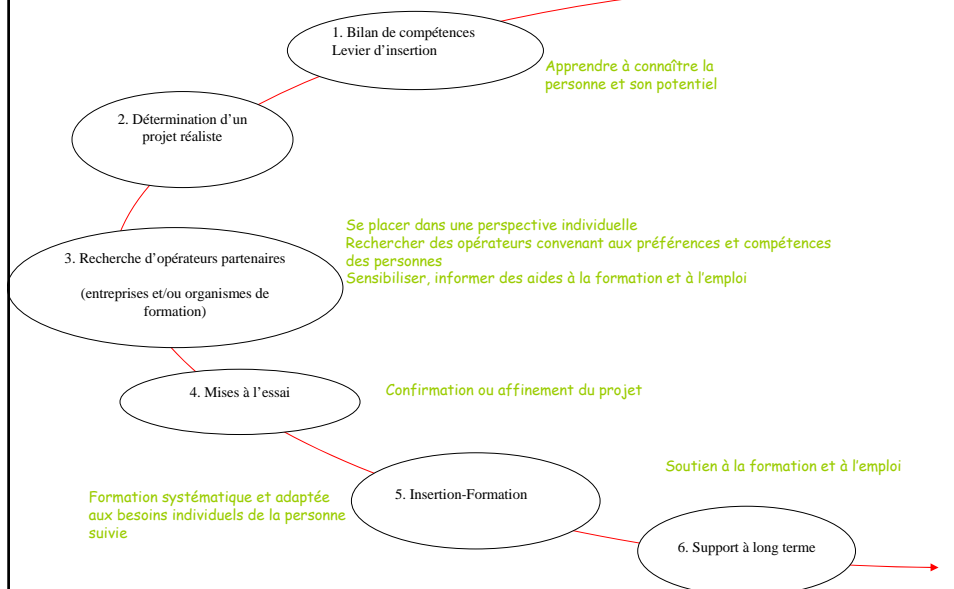 1. Bilan de compétences
Levier d’insertion
Apprendre à connaître la
personne et son potentiel
2. Détermination d’un
projet réaliste
Se placer dans une perspective individuelle
Rechercher des opérateurs convenant aux préférences et compétences
des personnes
Sensibiliser, informer des aides à la formation et à l’emploi
3. Recherche d’opérateurs partenaires
(entreprises et/ou organismes de
formation)
4. Mises à l’essai
Confirmation ou affinement du projet
5. Insertion-Formation
Formation systématique et adaptée
aux besoins individuels de la personne
suivie
Soutien à la formation et à l’emploi
6. Support à long terme